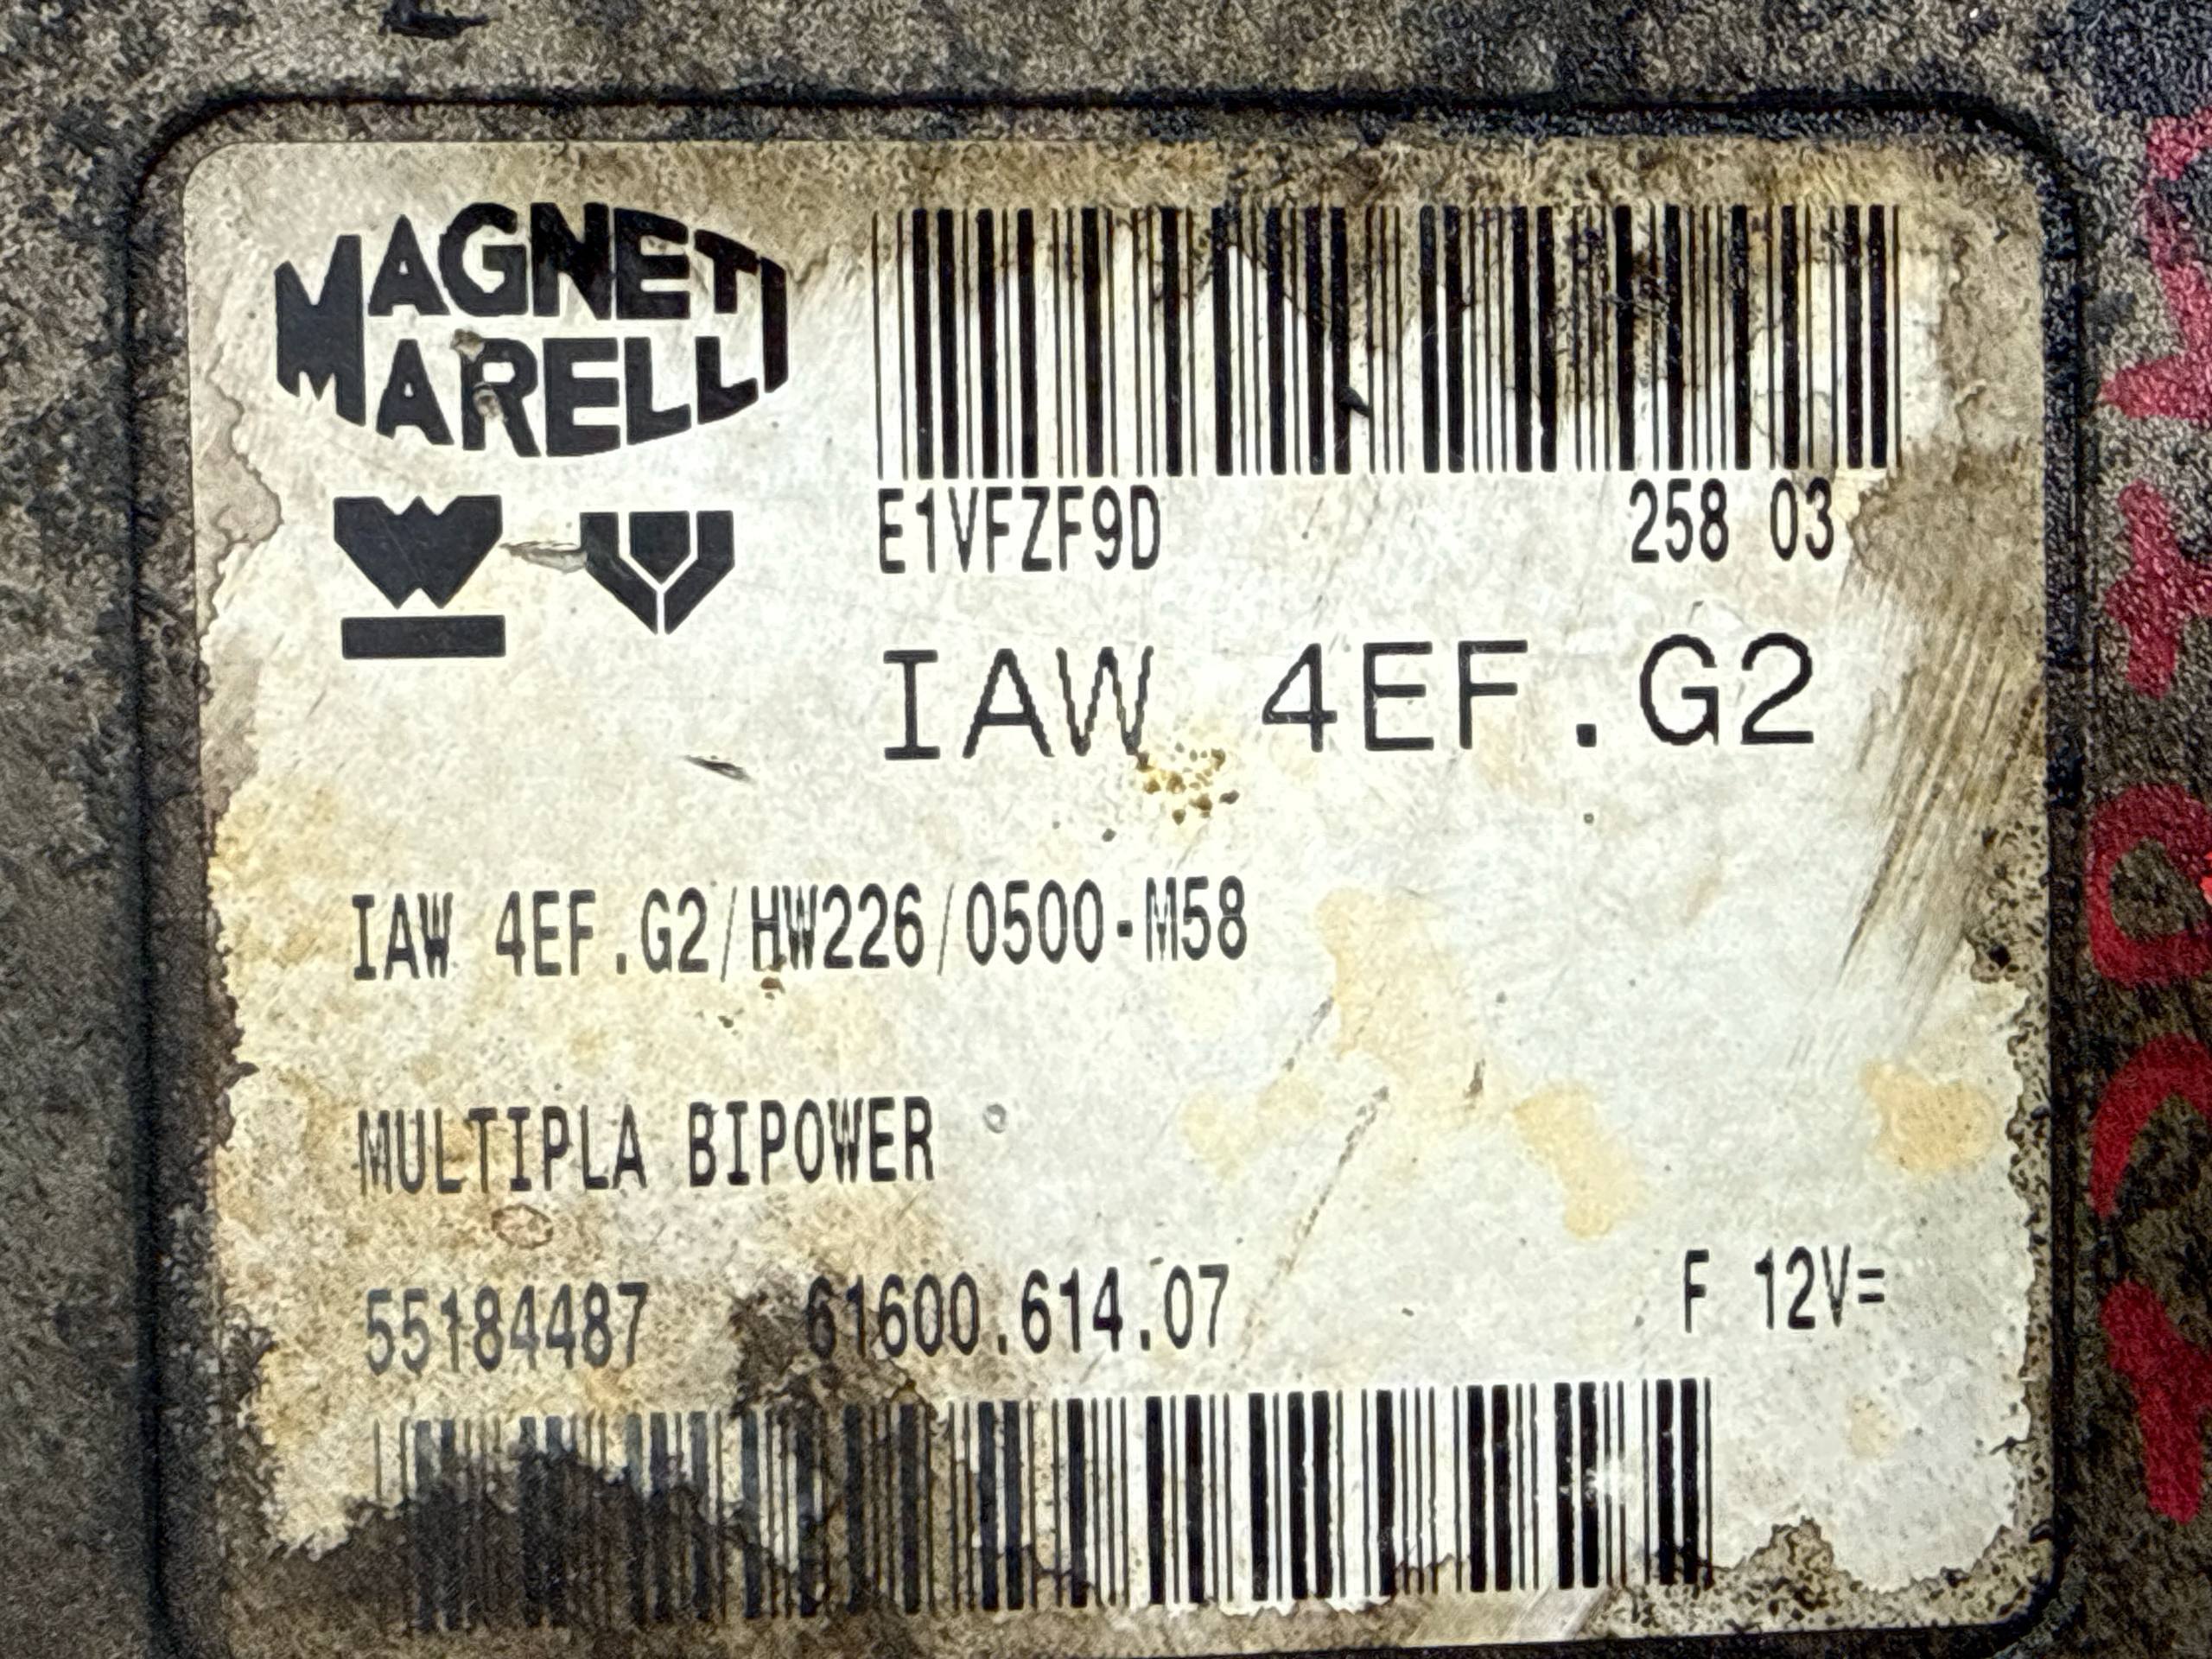 MAGNETI
MARELLI
E1VFZF9D 258 03
IAW 4EF.G2
IAW 4EF.G2/HW226/0500-M58
MULTIPLA BIPOWER
55184487 61600.614.07 F 12V=